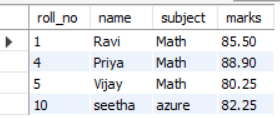 roll_no name subject marks
1 Ravi Math 85.50
4 Priya Math 88.90
5 Vijay Math 80.25
10 seetha azure 82.25